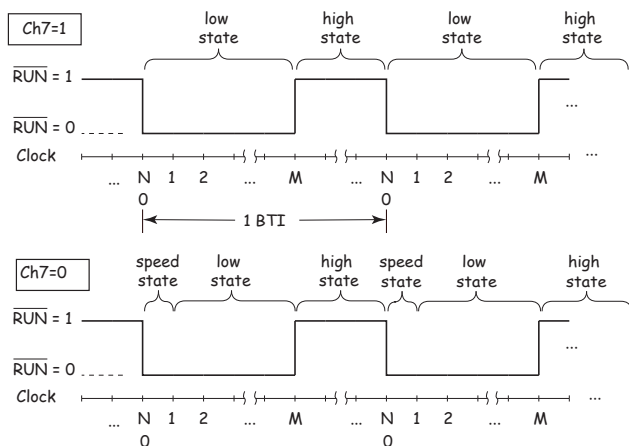 Ch7=1
low state high state low state high state
RUN = 1
...
RUN = 0
Clock ...
... N 1 2 ... M ... N 1 2 ... M
0 0
1 BTI
Ch7=0
speed state low state high state speed state low state high state
RUN = 1
...
RUN = 0
Clock ...
... N 1 2 ... M ... N 1 2 ... M
0 0